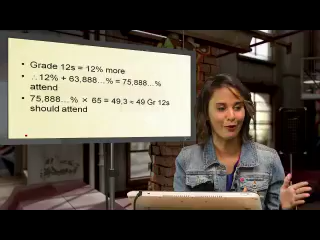 • Grade 12s = 12% more
• ∴12% + 63,888…% = 75,888…%
attend
• 75,888…% × 65 = 49,3 ≈ 49 Gr 12s
should attend